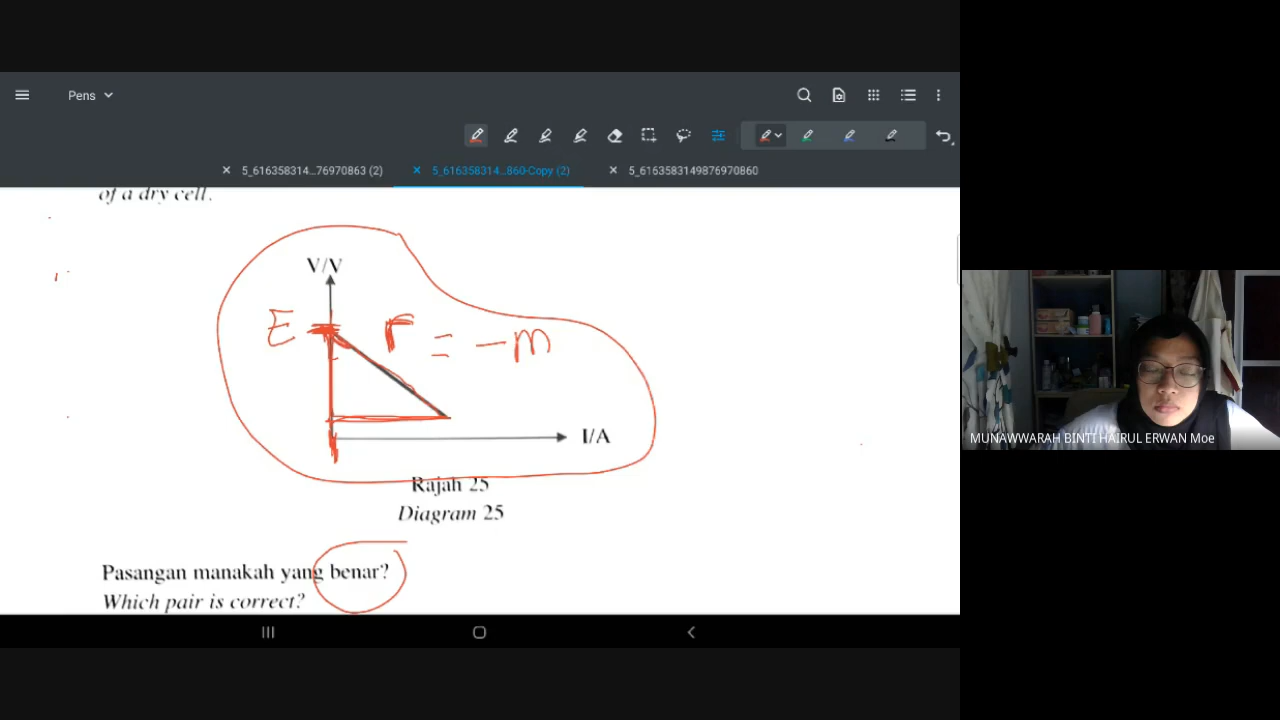 Pens
5_616358314...76970863 (2)
5_616358314...860-Copy (2)
5_6163583149876970860
of a dry cell.
V/V
E
r = -m
I/A
Rajah 25
Diagram 25
Pasangan manakah yang benar?
Which pair is correct?
MUNAWWARAH BINTI HAIRUL ERWAN Moe